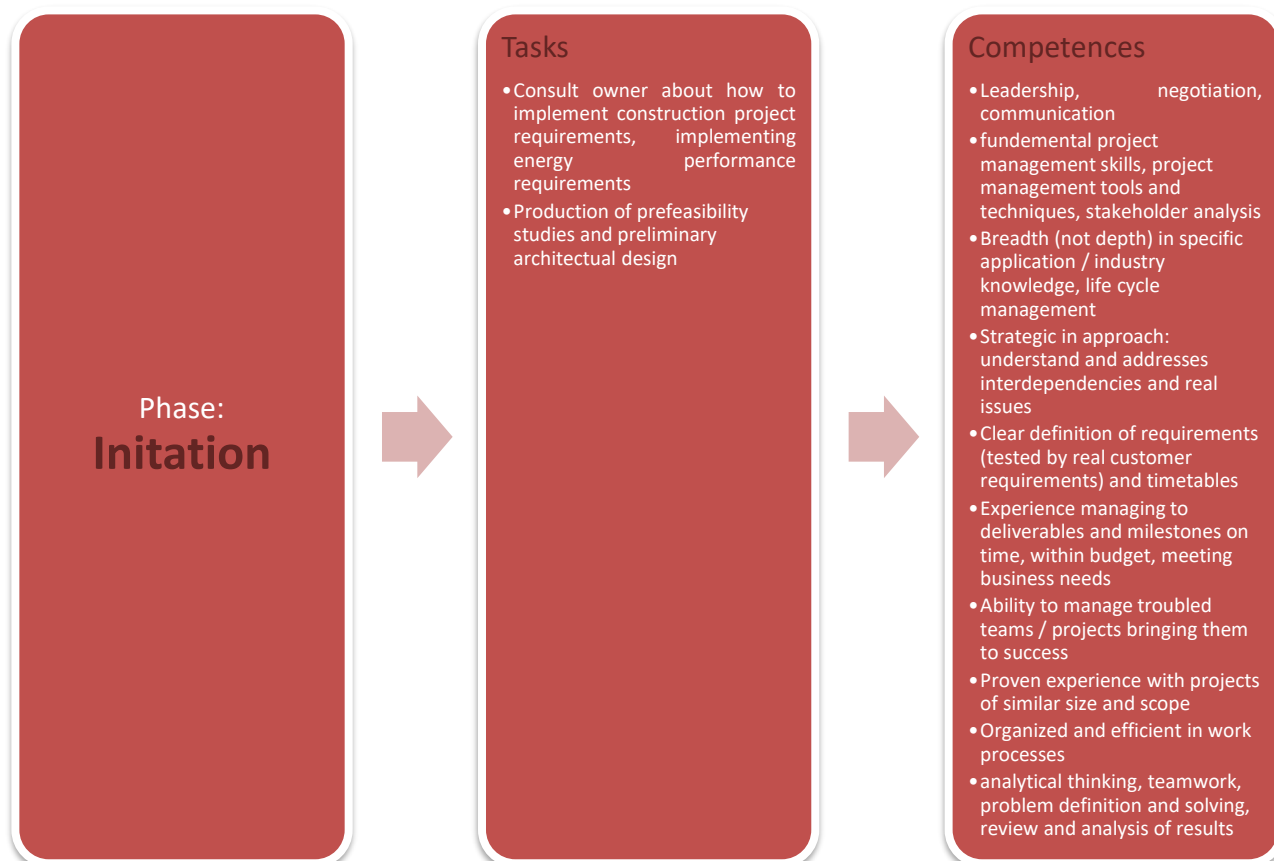 Phase:
Initation
Tasks
•Consult owner about how to
implement construction project
requirements, implementing
energy performance
requirements
•Production of prefeasibility
studies and preliminary
architectual design
Competences
•Leadership, negotiation,
communication
•fundemental project
management skills, project
management tools and
techniques, stakeholder analysis
•Breadth (not depth) in specific
application / industry
knowledge, life cycle
management
•Strategic in approach:
understand and addresses
interdependencies and real
issues
•Clear definition of requirements
(tested by real customer
requirements) and timetables
•Experience managing to
deliverables and milestones on
time, within budget, meeting
business needs
•Ability to manage troubled
teams / projects bringing them
to success
•Proven experience with projects
of similar size and scope
•Organized and efficient in work
processes
•analytical thinking, teamwork,
problem definition and solving,
review and analysis of results